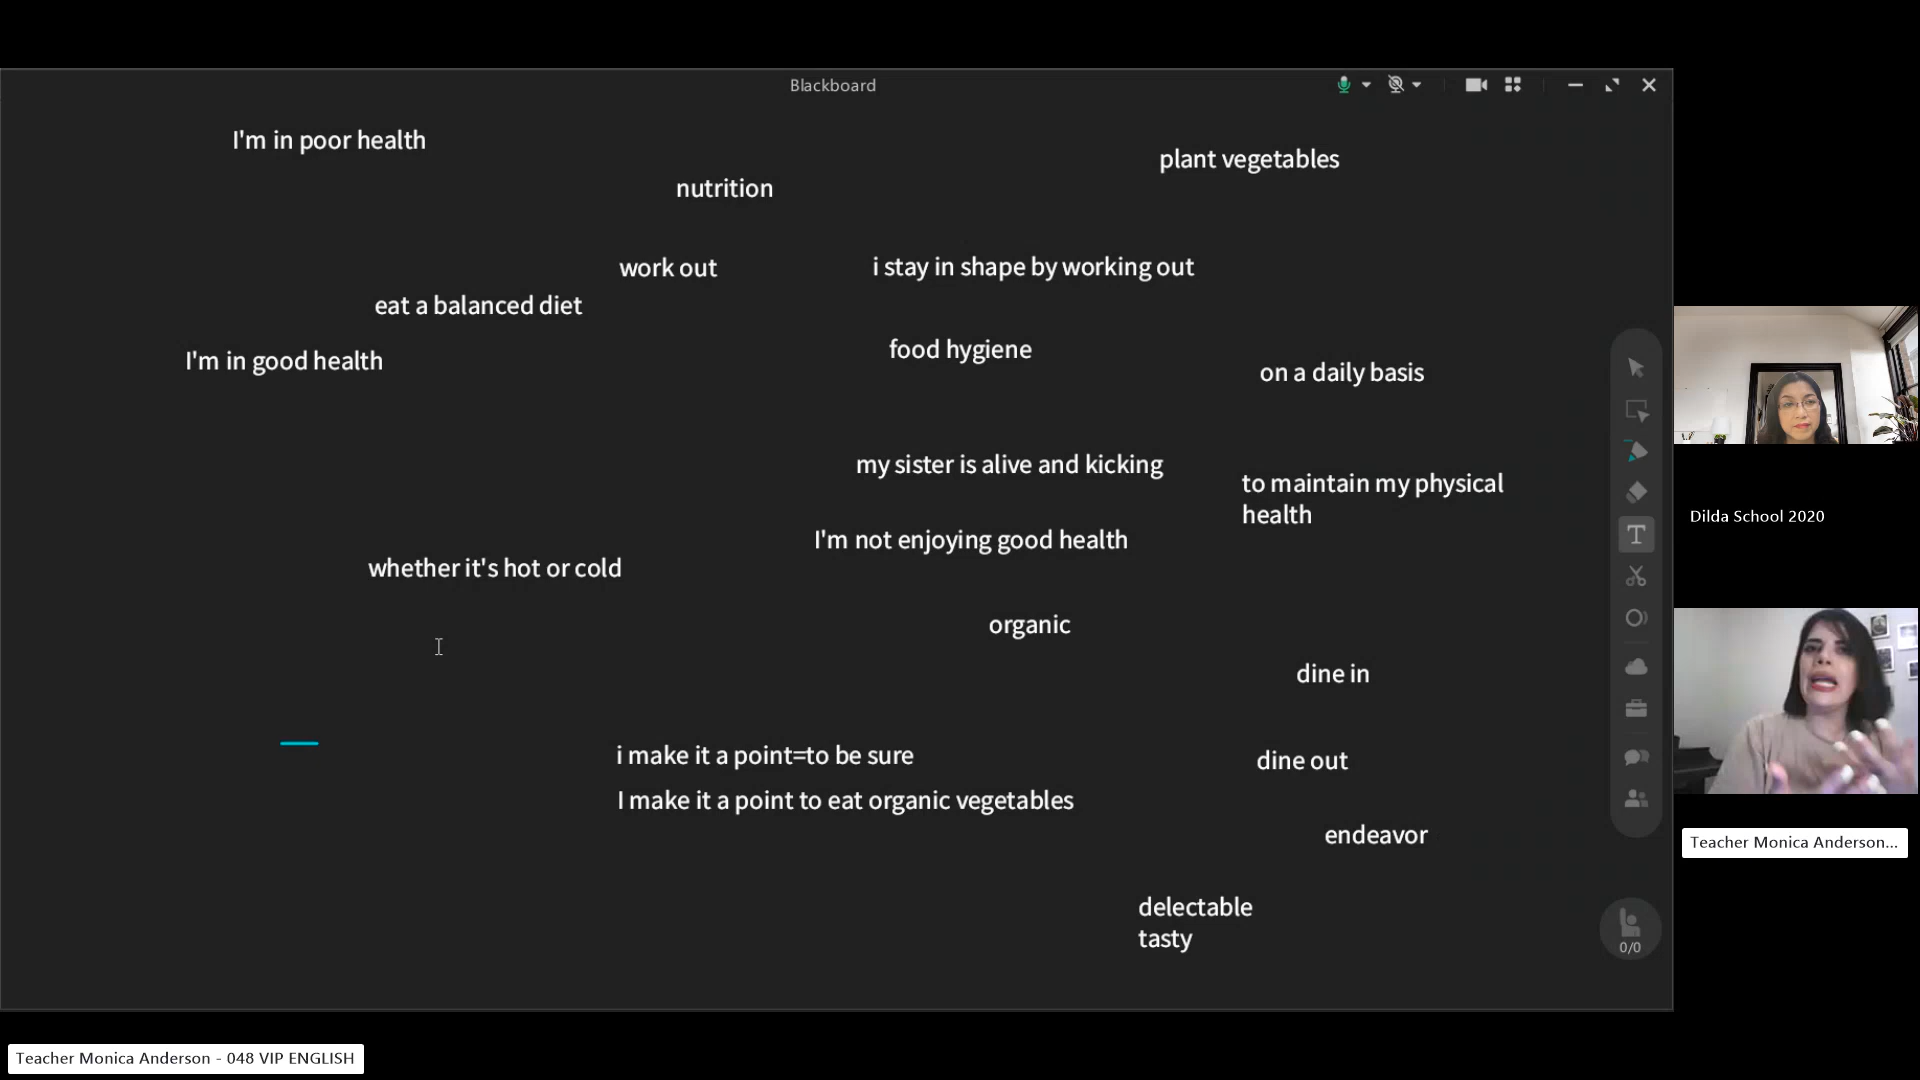 Blackboard
I'm in poor health
plant vegetables
nutrition
work out
i stay in shape by working out
eat a balanced diet
food hygiene
I'm in good health
on a daily basis
my sister is alive and kicking
to maintain my physical
health
Dilda School 2020
I'm not enjoying good health
whether it's hot or cold
organic
dine in
i make it a point=to be sure
dine out
I make it a point to eat organic vegetables
endeavor
Teacher Monica Anderson...
delectable
tasty
0/0
Teacher Monica Anderson - 048 VIP ENGLISH